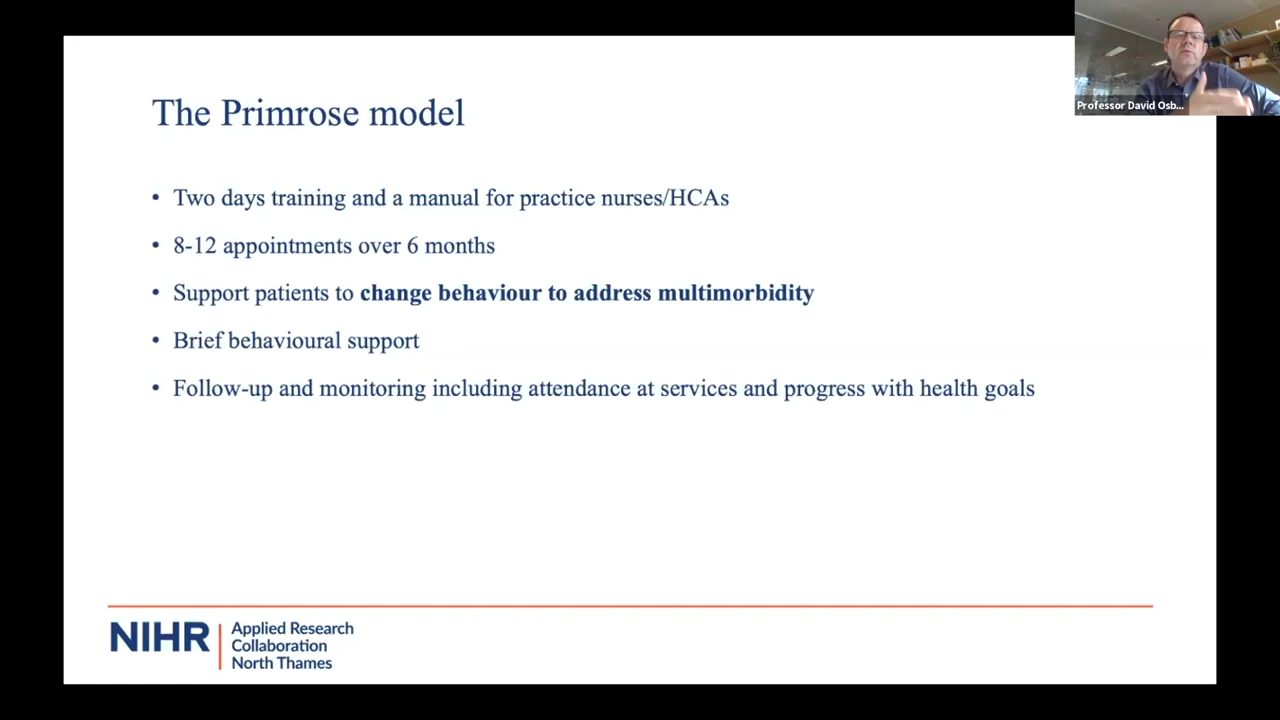 Professor David Osb...
The Primrose model
• Two days training and a manual for practice nurses/HCAs
• 8-12 appointments over 6 months
• Support patients to change behaviour to address multimorbidity
• Brief behavioural support
• Follow-up and monitoring including attendance at services and progress with health goals
NIHR
Applied Research
Collaboration
North Thames